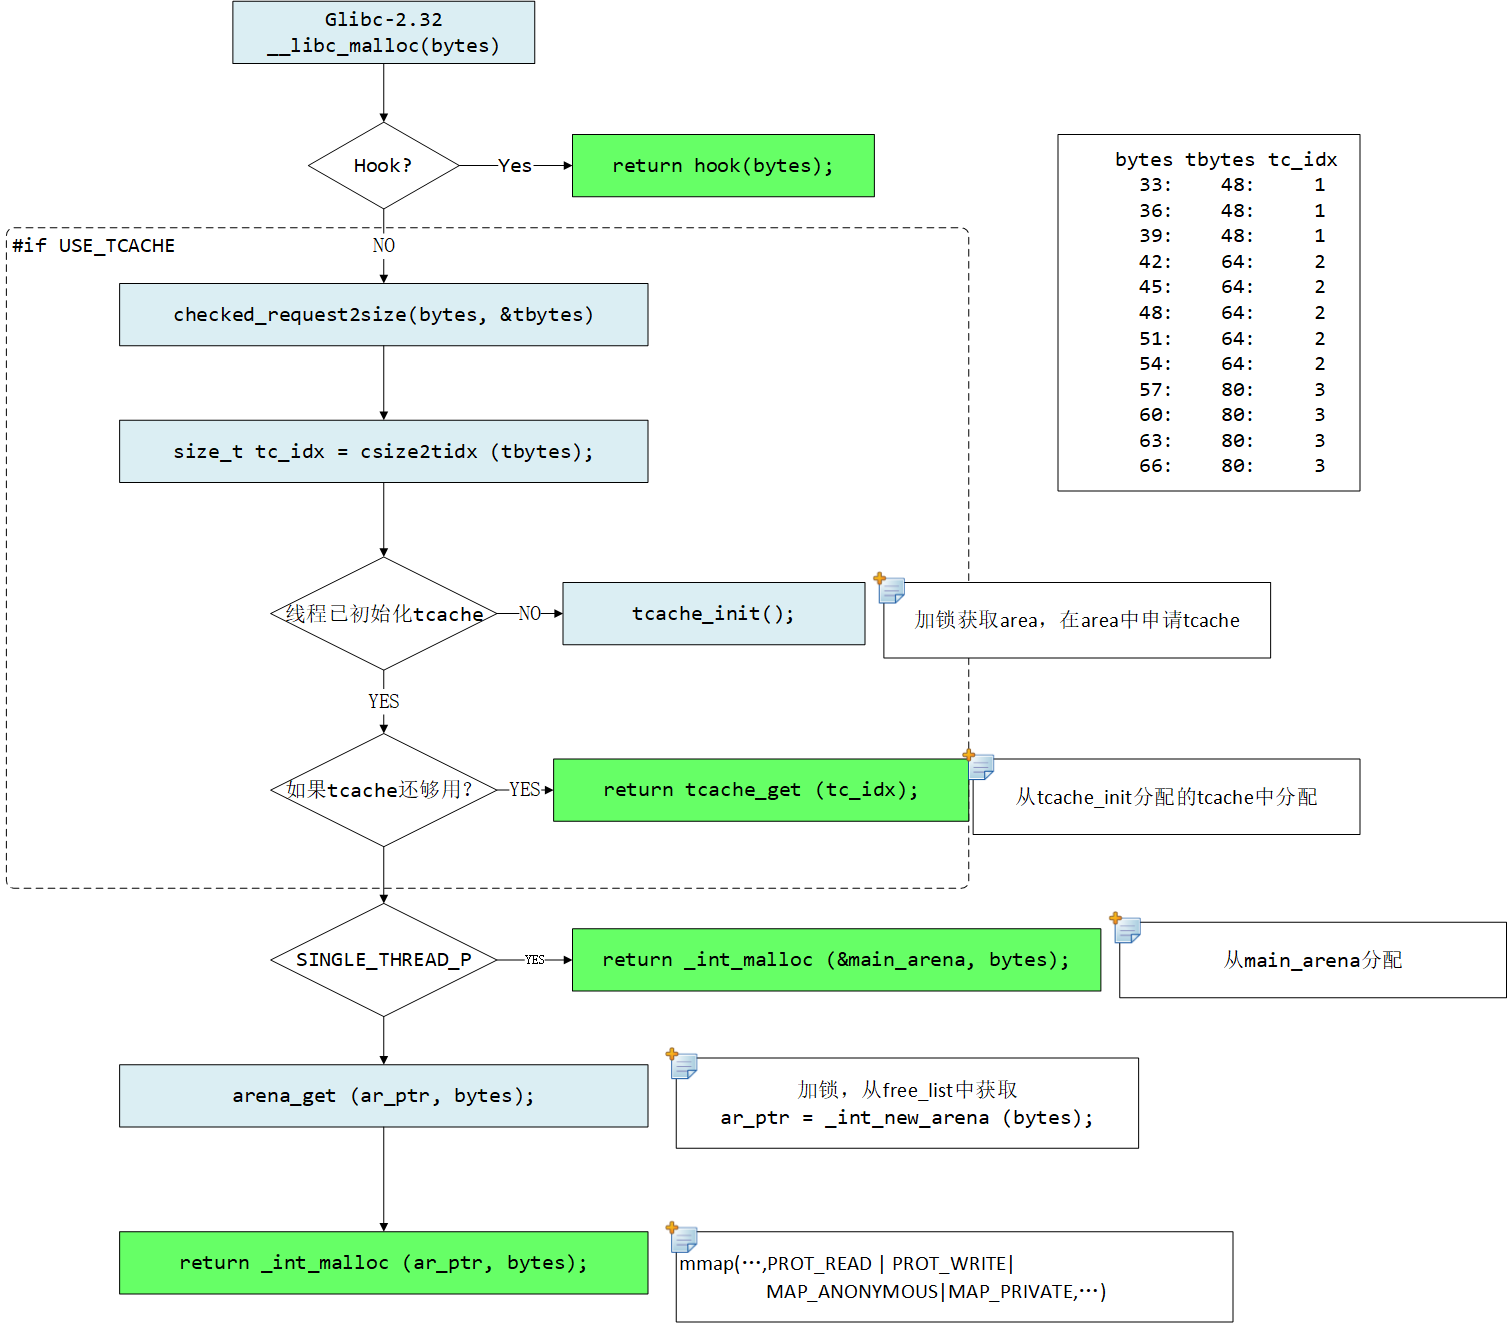 Glibc-2.32
__libc_malloc(bytes)
Hook?
Yes
return hook(bytes);
bytes tbytes tc_idx
33: 48: 1
36: 48: 1
39: 48: 1
42: 64: 2
45: 64: 2
48: 64: 2
51: 64: 2
54: 64: 2
57: 80: 3
60: 80: 3
63: 80: 3
66: 80: 3
#if USE_TCACHE
NO
checked_request2size(bytes, &tbytes)
size_t tc_idx = csize2tidx (tbytes);
线程已初始化tcache
NO
tcache_init();
加锁获取area，在area中申请tcache
YES
如果tcache还够用?
YES
return tcache_get (tc_idx);
从tcache_init分配的tcache中分配
SINGLE_THREAD_P
YES
return _int_malloc (&main_arena, bytes);
从main_arena分配
arena_get (ar_ptr, bytes);
加锁，从free_list中获取
ar_ptr = _int_new_arena (bytes);
return _int_malloc (ar_ptr, bytes);
mmap(…,PROT_READ | PROT_WRITE|
MAP_ANONYMOUS|MAP_PRIVATE,…)